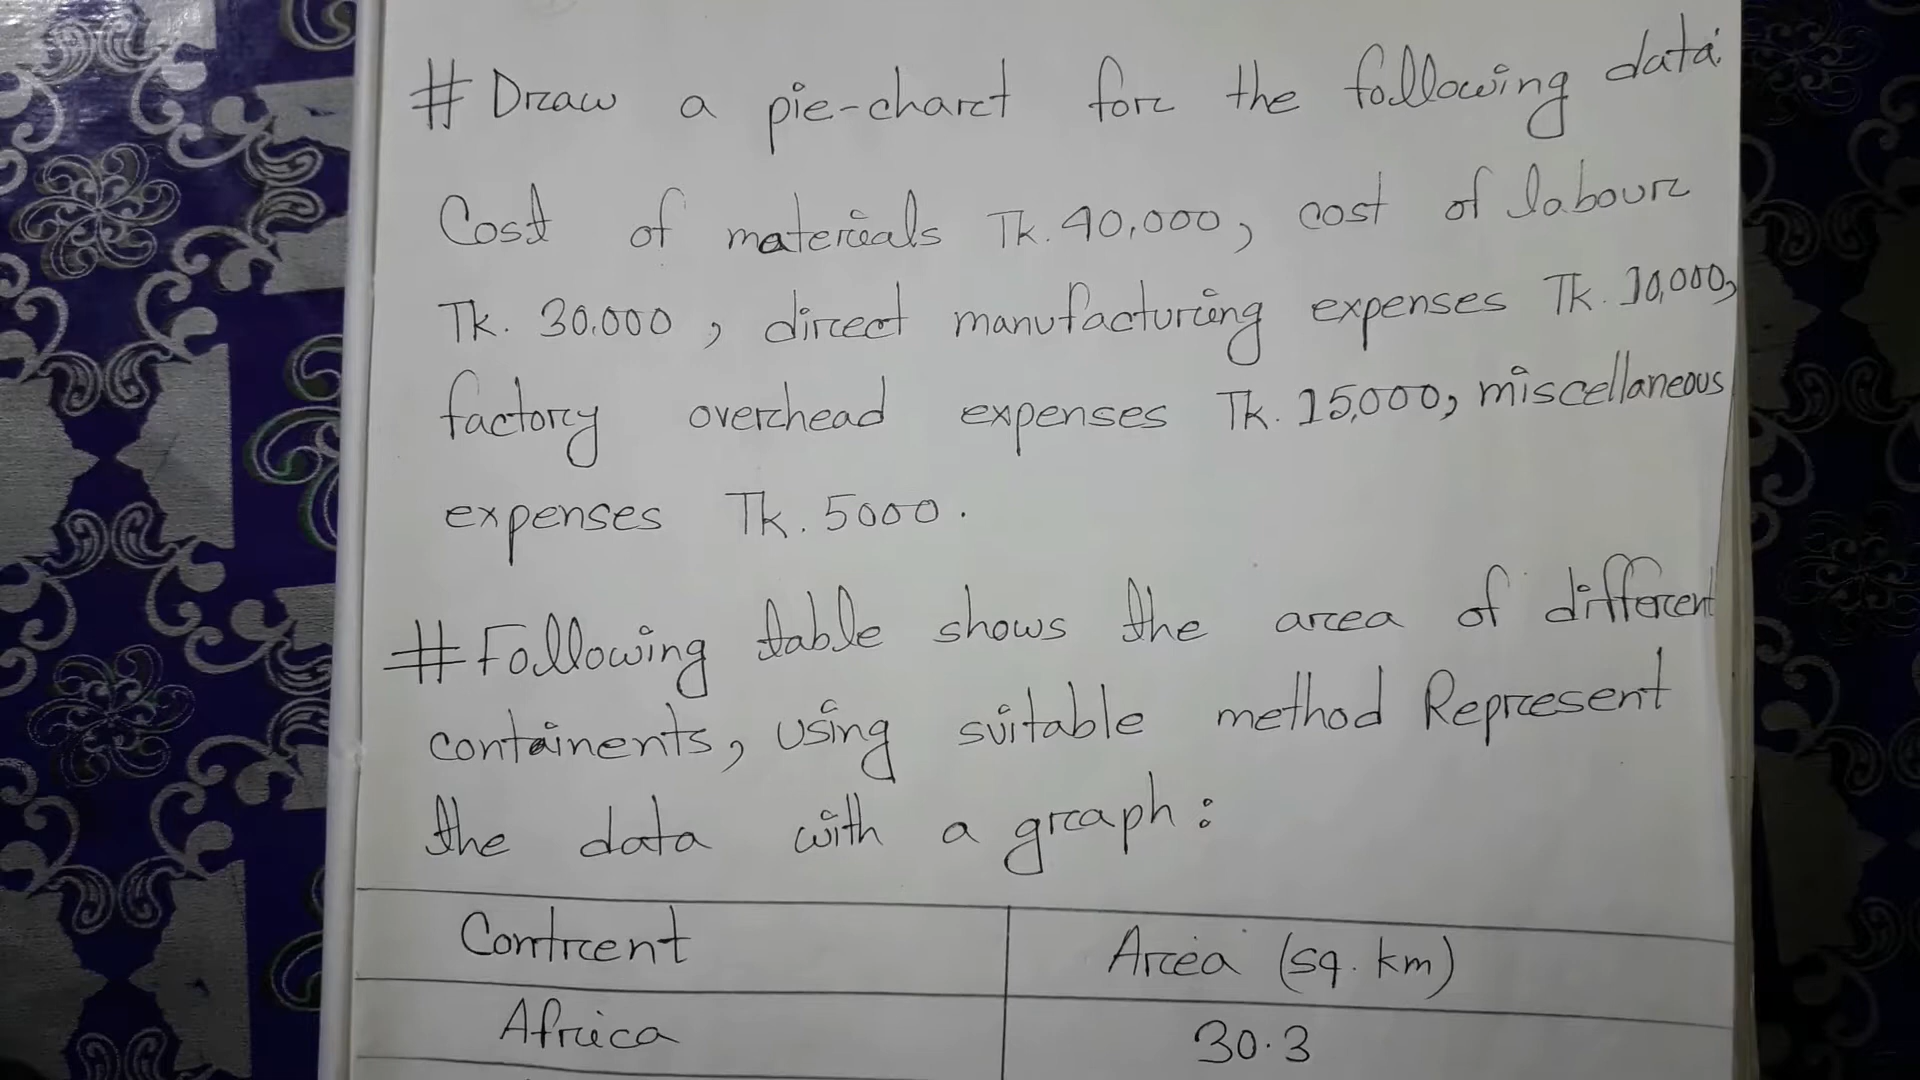 # Draw a pie-chart for the following data:
Cost of materials Tk. 40,000, cost of labour
Tk. 30.000, direct manufacturing expenses Tk. 10,000,
factory overhead expenses Tk. 15,000, miscellaneous
expenses Tk. 5000.
# Following table shows the area of different
containents, using suitable method Represent
the data with a graph:
Contrent Area (sq. km)
Africa 30.3